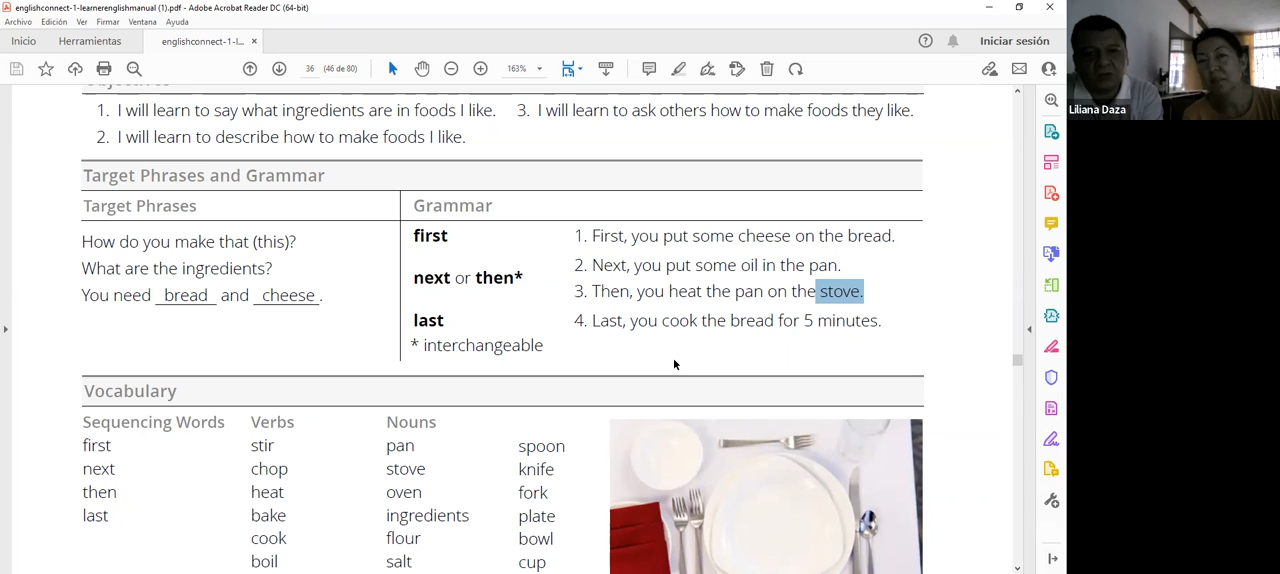 englishconnect-1-learnerenglishmanual (1).pdf - Adobe Acrobat Reader DC (64-bit)
Archivo Edición Ver Firmar Ventana Ayuda
Inicio Herramientas englishconnect-1-l... × Iniciar sesión
36 (46 de 80) 163%
Objectives
1. I will learn to say what ingredients are in foods I like. 3. I will learn to ask others how to make foods they like.
2. I will learn to describe how to make foods I like.
Target Phrases and Grammar
Target Phrases
How do you make that (this)?
What are the ingredients?
You need bread and cheese.
Grammar
first 1. First, you put some cheese on the bread.
2. Next, you put some oil in the pan.
next or then*
3. Then, you heat the pan on the stove.
last 4. Last, you cook the bread for 5 minutes.
* interchangeable
Vocabulary
Sequencing Words
first
next
then
last
Verbs
stir
chop
heat
bake
cook
boil
Nouns
pan
stove
oven
ingredients
flour
salt
spoon
knife
fork
plate
bowl
cup
Liliana Daza